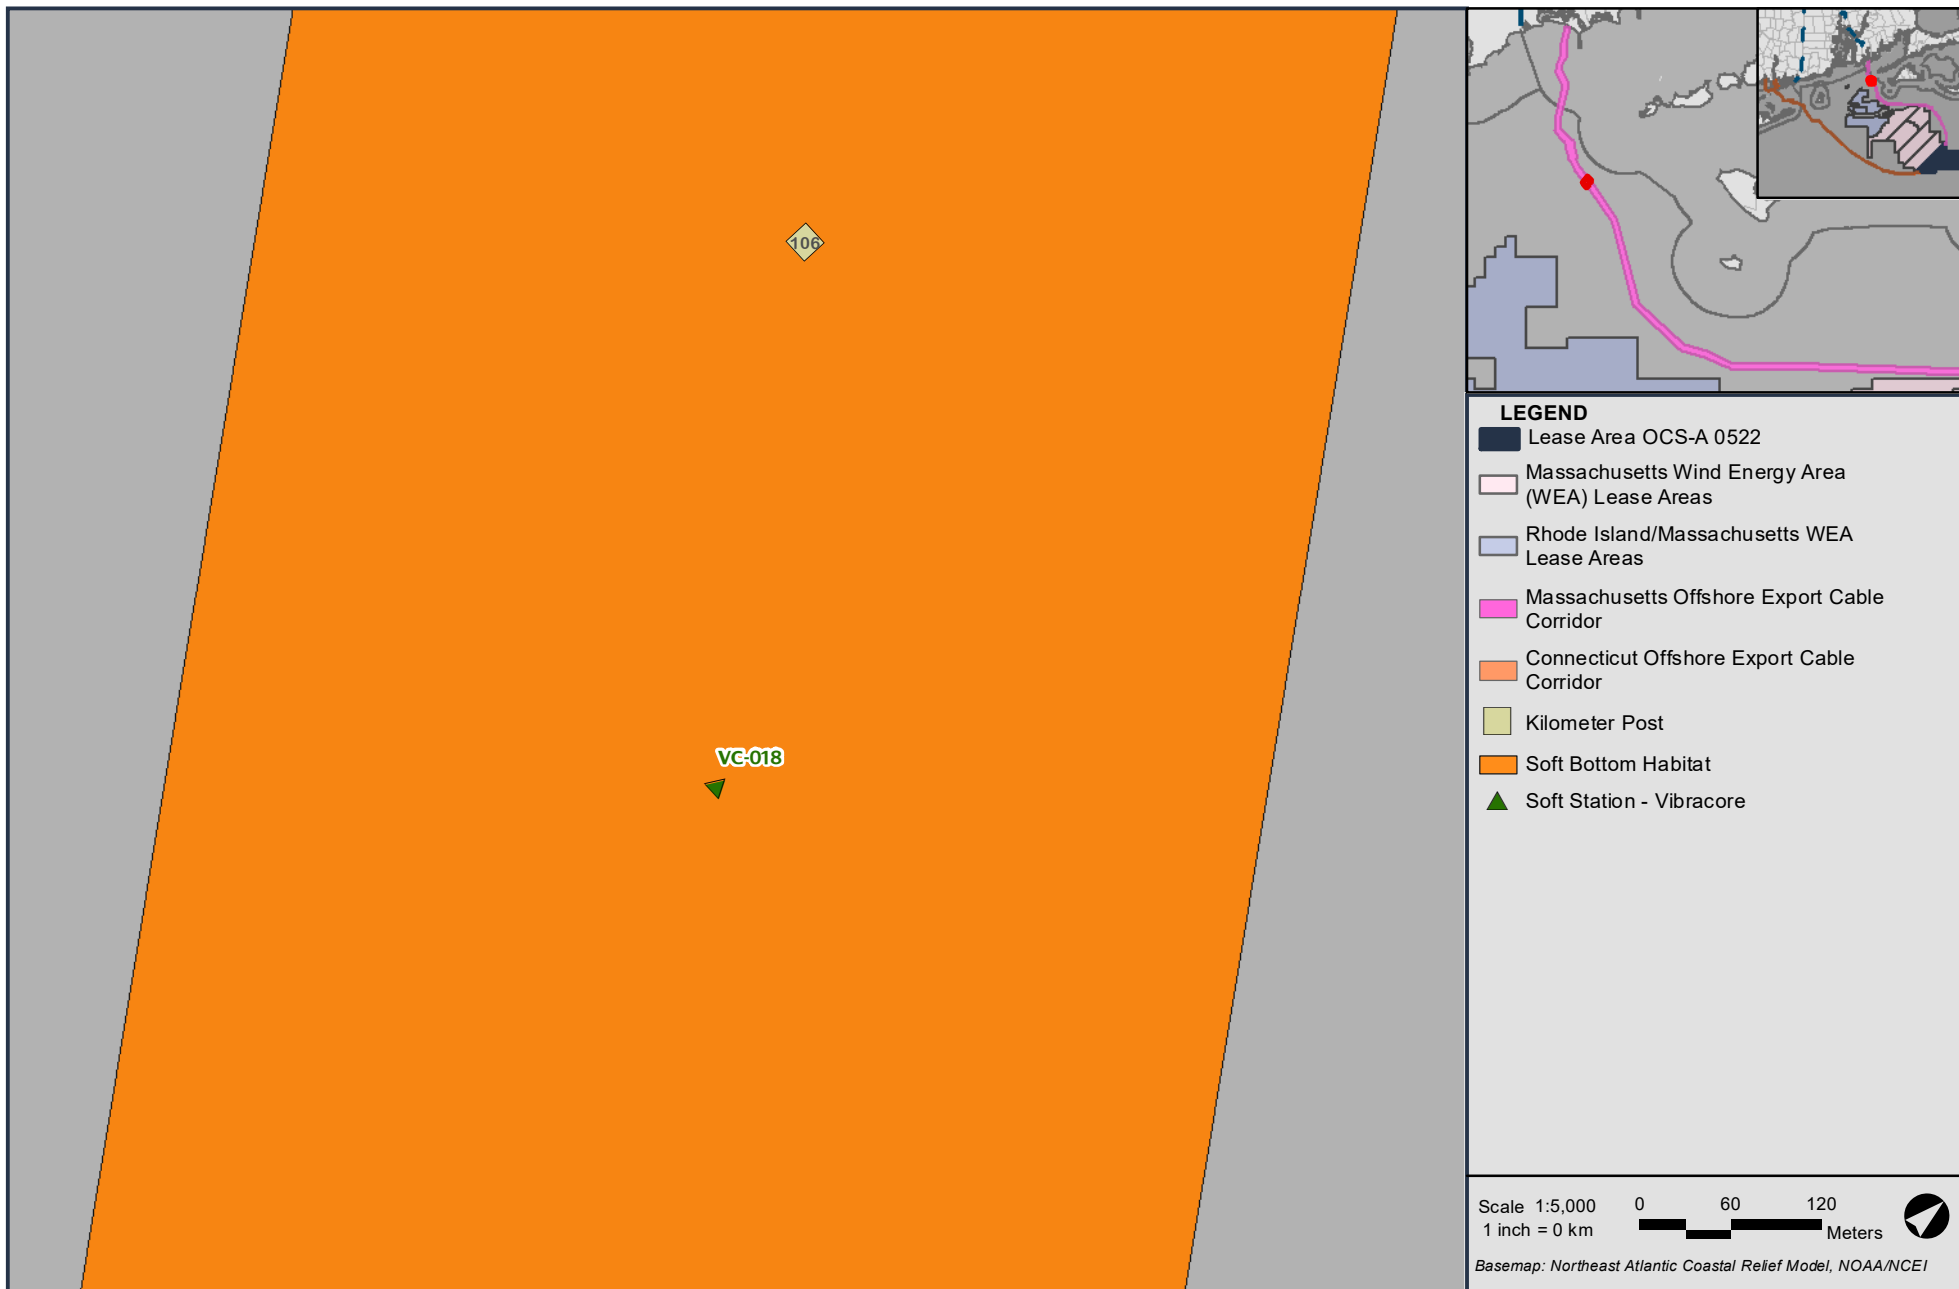 106
VC-018
LEGEND
Lease Area OCS-A 0522
Massachusetts Wind Energy Area
(WEA) Lease Areas
Rhode Island/Massachusetts WEA
Lease Areas
Massachusetts Offshore Export Cable
Corridor
Connecticut Offshore Export Cable
Corridor
Kilometer Post
Soft Bottom Habitat
Soft Station - Vibracore
Scale 1:5,000
1 inch = 0 km
0 60 120
Meters
Basemap: Northeast Atlantic Coastal Relief Model, NOAA/NCEI